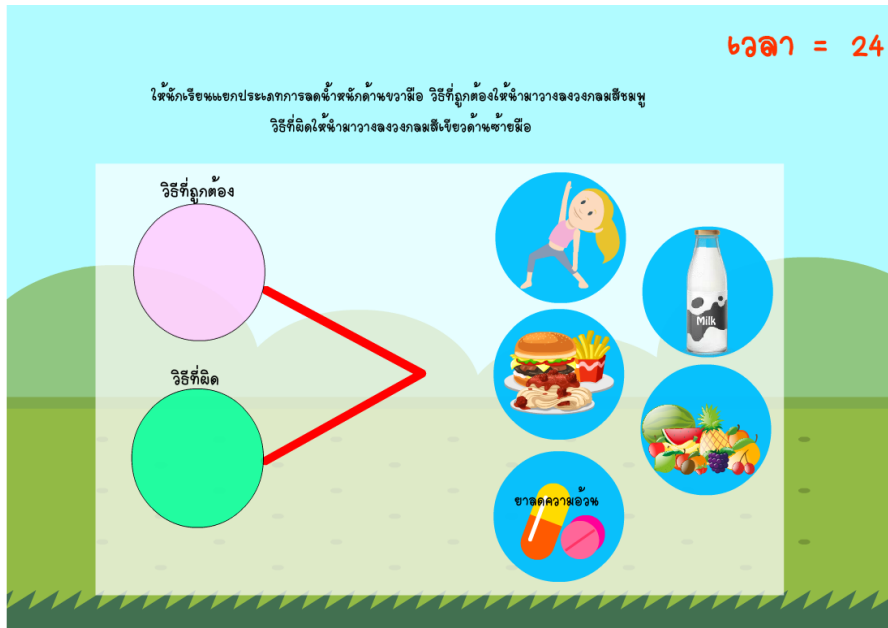 เวลา = 24
ให้นักเรียนแยกประเภทการลดน้ำหนักด้านขวามือ วิธีที่ถูกต้องให้นำมาวางลงวงกลมสีชมพู
วิธีที่ผิดให้นำมาวางลงวงกลมสีเขียวด้านซ้ายมือ
วิธีที่ถูกต้อง
Milk
วิธีที่ผิด
ยาลดความอ้วน